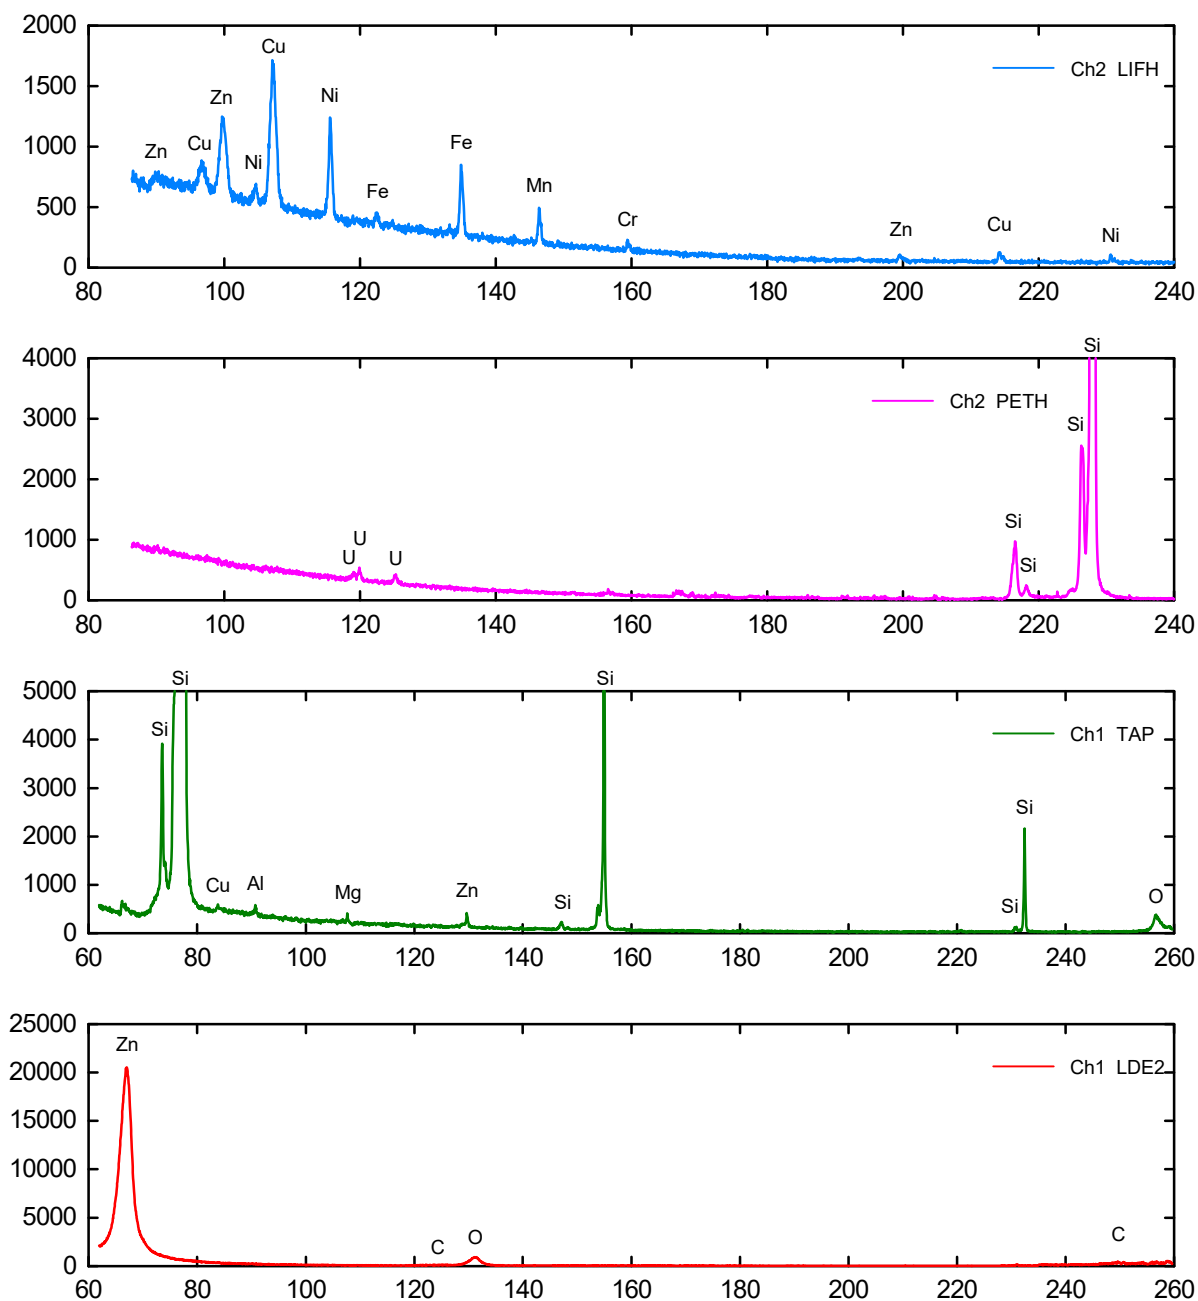 2000
Cu
Ch2 LIFH
1500
Zn
Ni
1000
Zn
Cu
Ni
Fe
Fe
Mn
500
Cr
Zn
Cu
Ni
0
80 100 120 140 160 180 200 220 240
Si
4000
Ch2 PETH
3000
Si
2000
1000
U
U
U
Si
Si
0
80 100 120 140 160 180 200 220 240
Si
Si
5000
Si
Ch1 TAP
4000
3000
Si
2000
1000
Cu
Al
Mg
Zn
Si
Si
O
0
60 80 100 120 140 160 180 200 220 240 260
25000
Zn
Ch1 LDE2
20000
15000
10000
5000
C
O
C
0
60 80 100 120 140 160 180 200 220 240 260